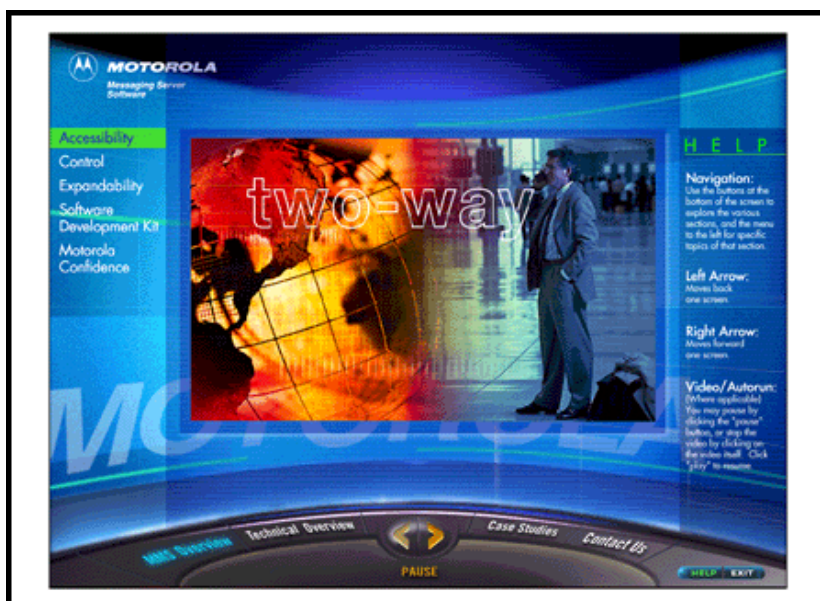 MOTOROLA
Messaging Server
Software
Accessibility
Control
Expandability
Software
Development Kit
Motorola
Confidence
two-way
HELP
Navigation:
Use the buttons at the
bottom of the screen to
explore the various
sections, and the menu
to the left for specific
topics of that section.
Left Arrow:
Moves back
one screen.
Right Arrow:
Moves forward
one screen.
Video/Autorun:
(Where applicable)
You may pause by
clicking the "pause"
button, or stop the
video by clicking on
the video itself. Click
"play" to resume.
MOTOROLA
MMS Overview
Technical Overview
Case Studies
Contact Us
PAUSE
HELP EXIT